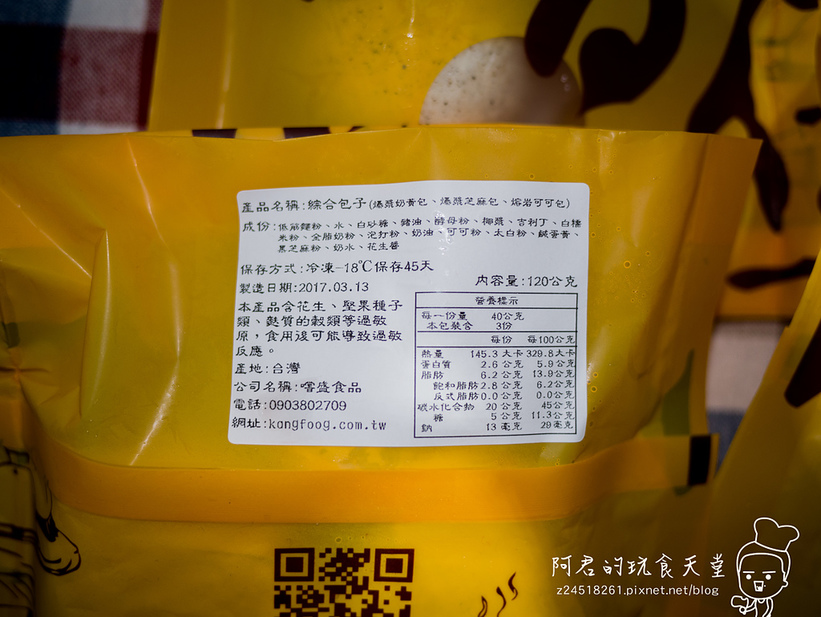 產品名稱:綜合包子(爆漿奶黃包、爆漿芝麻包、熔岩可可包)
成份:低筋麵粉、水、白砂糖、豬油、酵母粉、椰漿、吉利丁、白糯
米粉、全脂奶粉、泡打粉、奶油、可可粉、太白粉、鹹蛋黃、
黑芝麻粉、奶水、花生醬
保存方式:冷凍-18℃保存45天
內容量:120公克
製造日期:2017.03.13
本產品含花生、堅果種子
類、麩質的穀類等過敏
原，食用後可能導致過敏
反應。
產地:台灣
公司名稱:嚐盛食品
電話:0903802709
網址:kangfoog.com.tw
營養標示
每一份量 40公克
本包裝含 3份
每份 每100公克
熱量 145.3 大卡 329.8大卡
蛋白質 2.6 公克 5.9公克
脂肪 6.2 公克 13.9公克
飽和脂肪 2.8 公克 6.2公克
反式脂肪 0.0 公克 0.0公克
碳水化合物 20 公克 45公克
糖 5 公克 11.3公克
鈉 13 毫克 29毫克
阿君的玩食天堂
z24518261.pixnet.net/blog